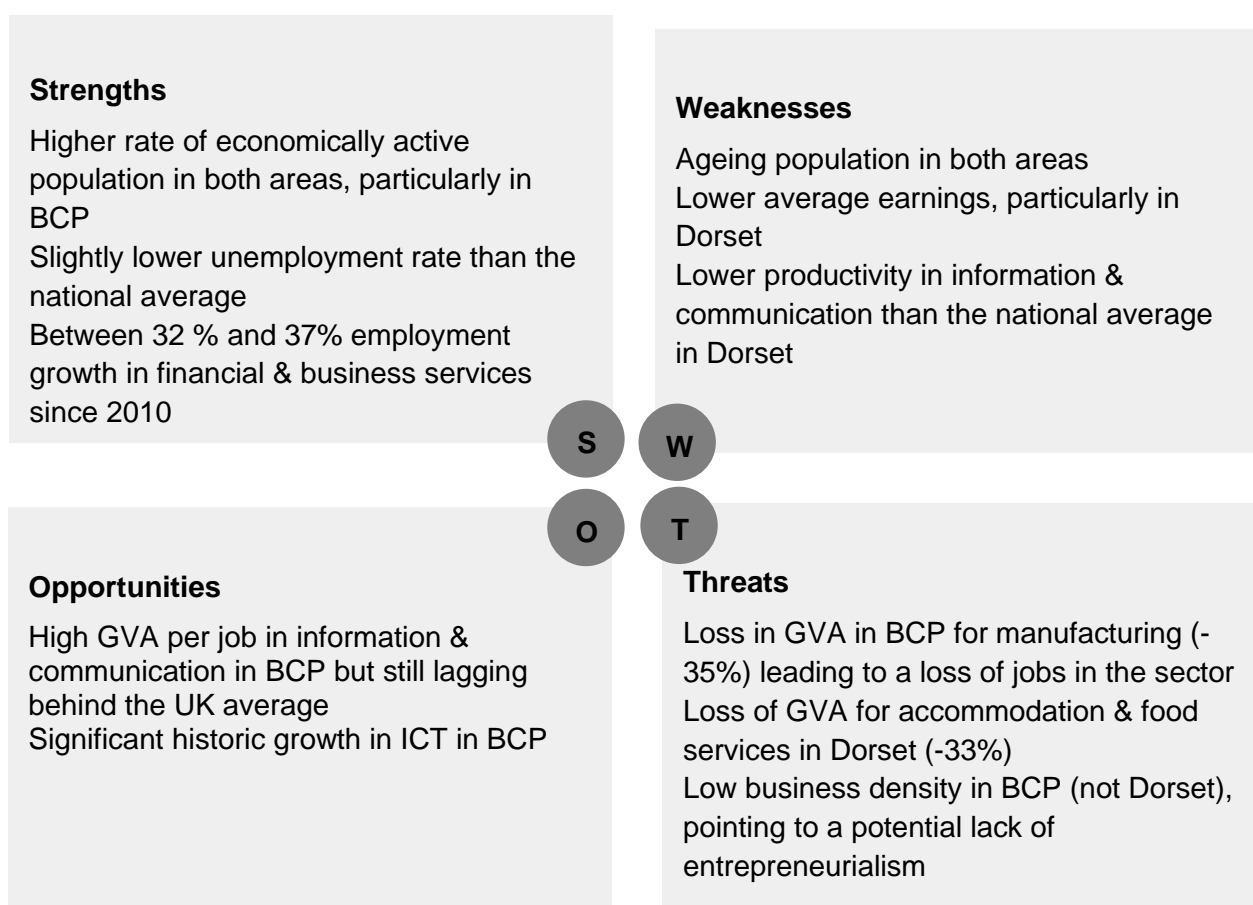 Strengths
Higher rate of economically active
population in both areas, particularly in
BCP
Slightly lower unemployment rate than the
national average
Between 32 % and 37% employment
growth in financial & business services
since 2010
Weaknesses
Ageing population in both areas
Lower average earnings, particularly in
Dorset
Lower productivity in information &
communication than the national average
in Dorset
S
W
O
T
Opportunities
High GVA per job in information &
communication in BCP but still lagging
behind the UK average
Significant historic growth in ICT in BCP
Threats
Loss in GVA in BCP for manufacturing (-
35%) leading to a loss of jobs in the sector
Loss of GVA for accommodation & food
services in Dorset (-33%)
Low business density in BCP (not Dorset),
pointing to a potential lack of
entrepreneurialism